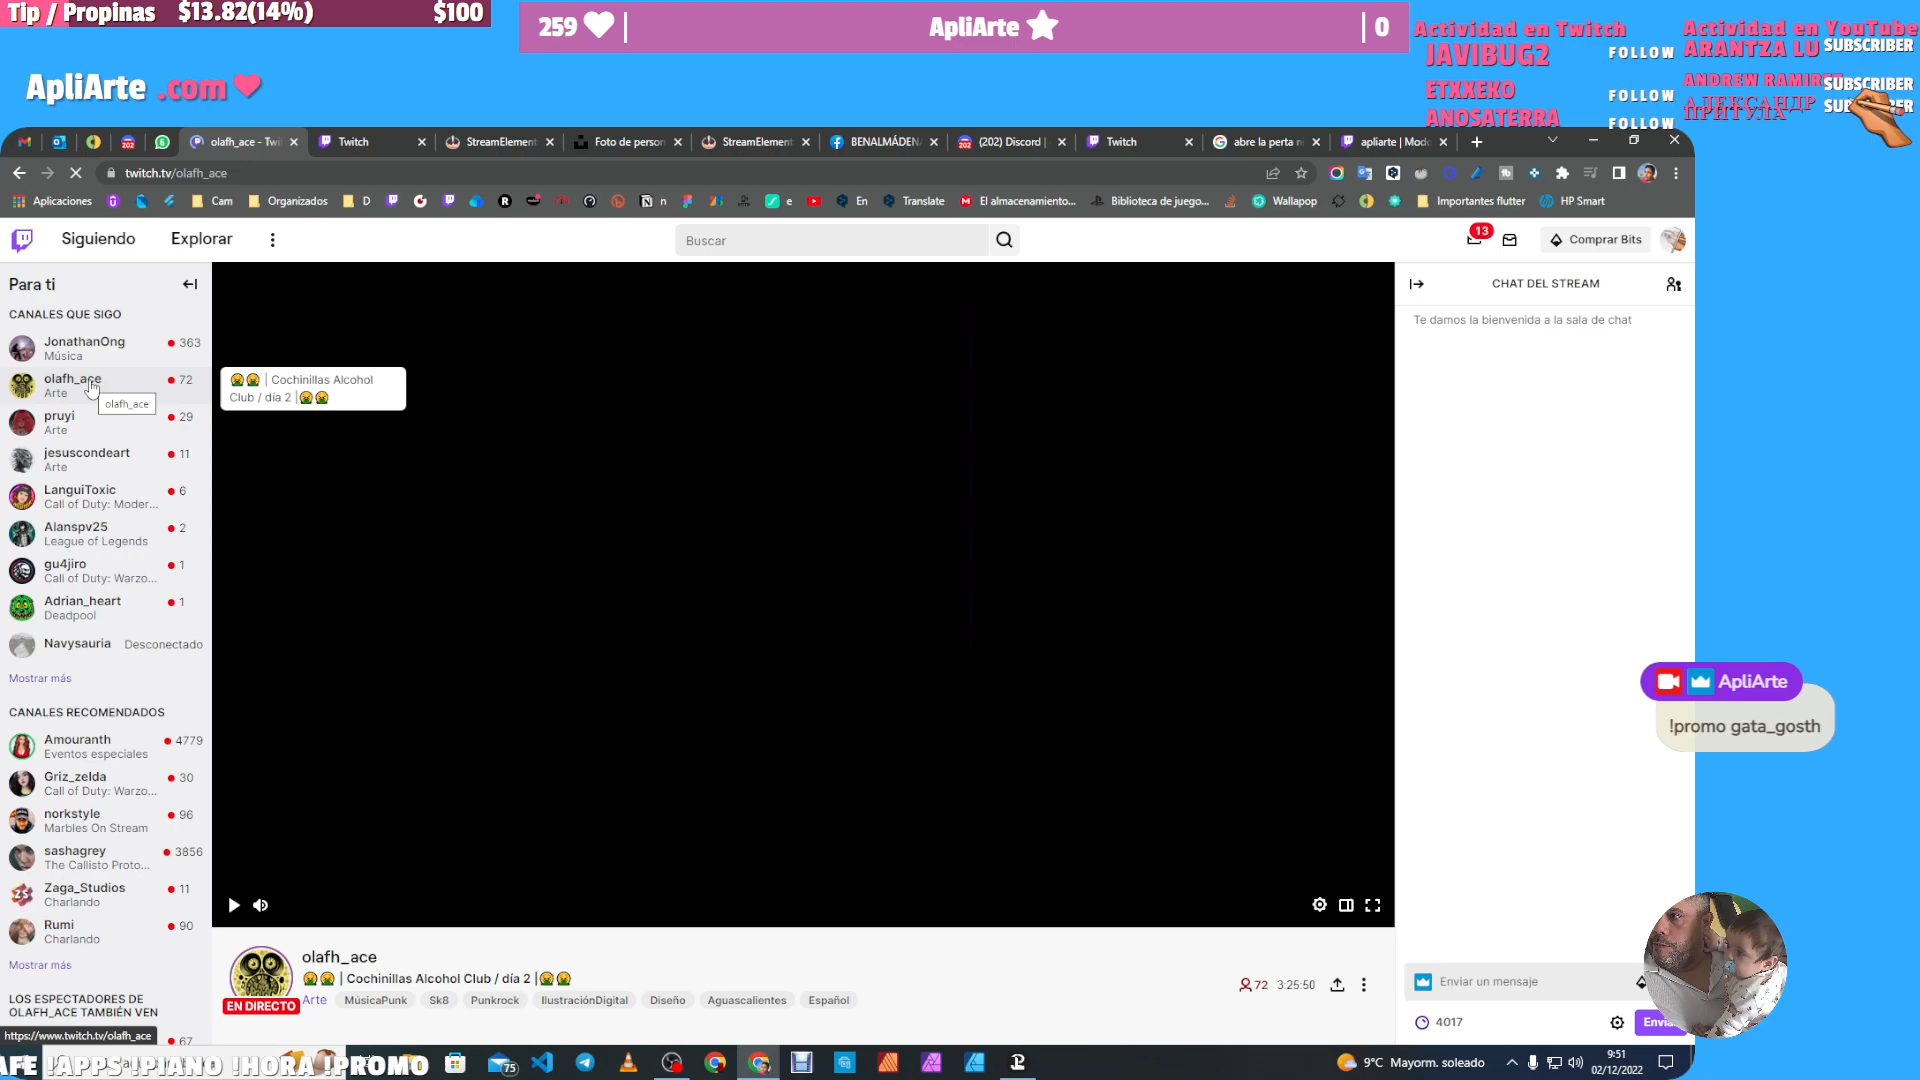 Tip / Propinas $13.82(14%) $100
259 ApliArte 0
Actividad en Twitch
JAVIBUG2 FOLLOW
ETXXEKO FOLLOW
ANOSATERRA FOLLOW
Actividad en YouTube
ARANTZA LU SUBSCRIBER
SUBSCRIBER
АЛЕКСАНДР
ПРИТУЛА
ApliArte .com
olafh_ace - Twi
Twitch
StreamElement
Foto de person
StreamElement
BENALMÁDEN
(202) Discord |
Twitch
abre la perta ni
apliarte | Mod
twitch.tv/olafh_ace
Aplicaciones
Cam
Organizados
D
n
e
En
Translate
El almacenamiento...
Biblioteca de juego...
Wallapop
Importantes flutter
HP Smart
Siguiendo
Explorar
Buscar
13
Comprar Bits
Para ti
CANALES QUE SIGO
JonathanOng 363
Música
olafh_ace 72
Arte
olafh_ace
pruyi 29
Arte
jesuscondeart 11
Arte
LanguiToxic 6
Call of Duty: Moder...
Alanspv25 2
League of Legends
gu4jiro 1
Call of Duty: Warzo...
Adrian_heart 1
Deadpool
Navysauria Desconectado
Mostrar más
CANALES RECOMENDADOS
Amouranth 4779
Eventos especiales
Griz_zelda 30
Call of Duty: Warzo...
norkstyle 96
Marbles On Stream
sashagrey 3856
The Callisto Proto...
Zaga_Studios 11
Charlando
Rumi 90
Charlando
Mostrar más
LOS ESPECTADORES DE
OLAFH_ACE TAMBIÉN VEN
67
https://www.twitch.tv/olafh_ace
| Cochinillas Alcohol
Club / día 2 |
olafh_ace
| Cochinillas Alcohol Club / día 2 |
EN DIRECTO
Arte MúsicaPunk Sk8 Punkrock IlustraciónDigital Diseño Aguascalientes Español
72 3:25:50
CHAT DEL STREAM
Te damos la bienvenida a la sala de chat
ApliArte
!promo gata_gosth
Enviar un mensaje
4017
AFE !APPS !PIANO !HORA !PROMO
75
9°C Mayorm. soleado
9:51
02/12/2022